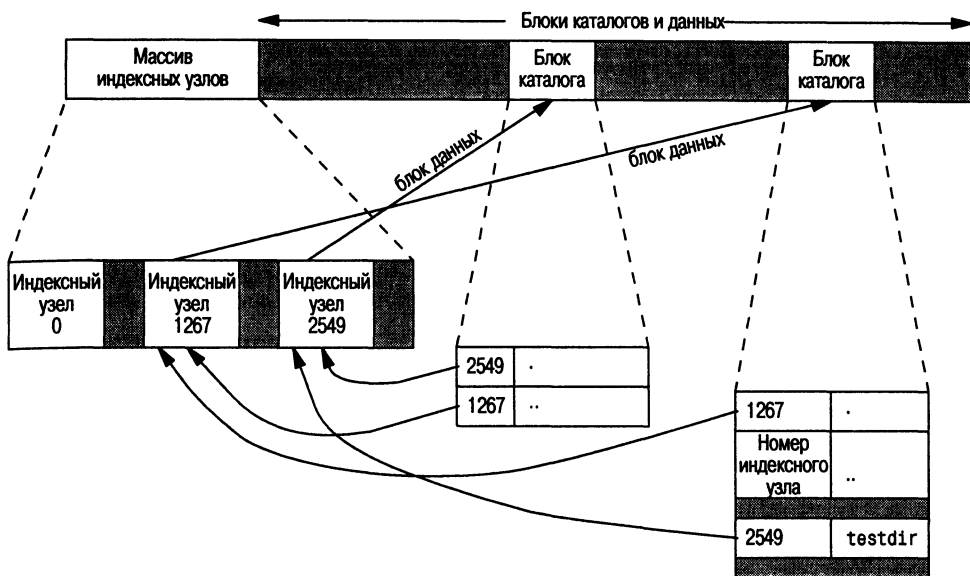 Блоки каталогов и данных
Массив
индексных узлов
Блок
каталога
Блок
каталога
блок данных
блок данных
Индексный
узел
0
Индексный
узел
1267
Индексный
узел
2549
2549 .
1267 ..
1267 .
Номер
индексного
узла
..
2549 testdir